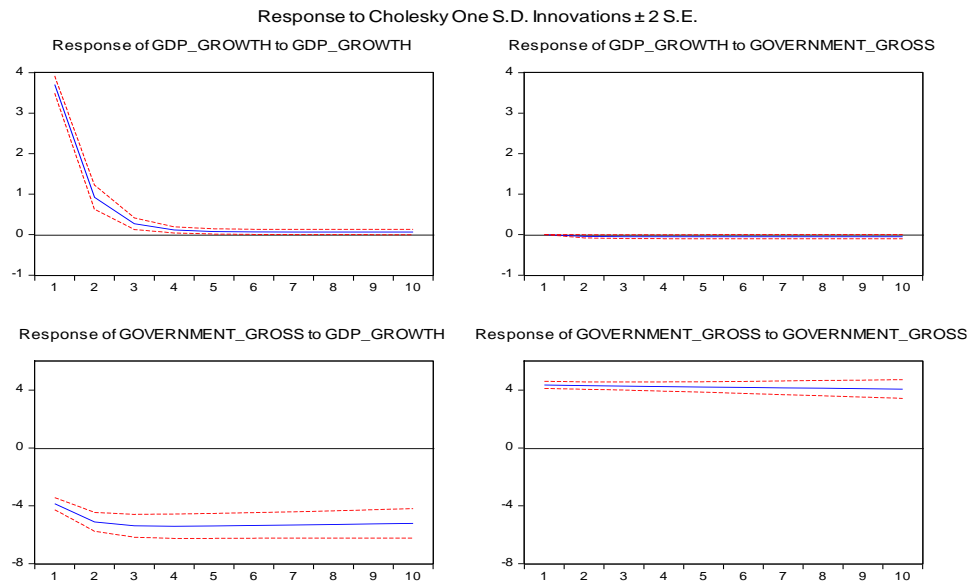 Response to Cholesky One S.D. Innovations ± 2 S.E.
Response of GDP_GROWTH to GDP_GROWTH
4
3
2
1
0
-1
1 2 3 4 5 6 7 8 9 10
Response of GDP_GROWTH to GOVERNMENT_GROSS
4
3
2
1
0
-1
1 2 3 4 5 6 7 8 9 10
Response of GOVERNMENT_GROSS to GDP_GROWTH
4
0
-4
-8
1 2 3 4 5 6 7 8 9 10
Response of GOVERNMENT_GROSS to GOVERNMENT_GROSS
4
0
-4
-8
1 2 3 4 5 6 7 8 9 10